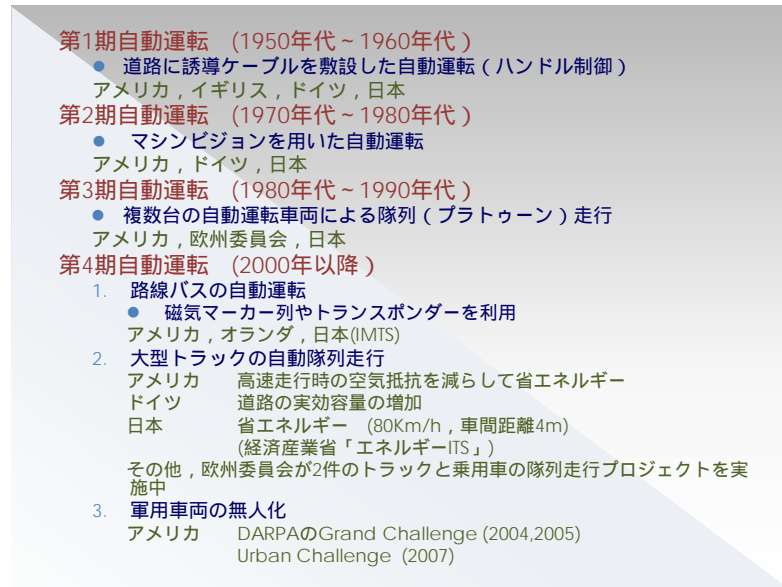 第1期自動運転　(1950年代~1960年代)
● 道路に誘導ケーブルを敷設した自動運転(ハンドル制御)
アメリカ,イギリス,ドイツ,日本
第2期自動運転　(1970年代~1980年代)
● マシンビジョンを用いた自動運転
アメリカ,ドイツ,日本
第3期自動運転　(1980年代~1990年代)
● 複数台の自動運転車両による隊列(プラトゥーン)走行
アメリカ,欧州委員会,日本
第4期自動運転　(2000年以降)
1. 路線バスの自動運転
● 磁気マーカー列やトランスポンダーを利用
アメリカ,オランダ,日本(IMTS)
2. 大型トラックの自動隊列走行
アメリカ　高速走行時の空気抵抗を減らして省エネルギー
ドイツ　道路の実効容量の増加
日本　省エネルギー　(80Km/h,車間距離4m)
(経済産業省「エネルギーITS」)
その他,欧州委員会が2件のトラックと乗用車の隊列走行プロジェクトを実
施中
3. 軍用車両の無人化
アメリカ　DARPAのGrand Challenge (2004,2005)
Urban Challenge (2007)